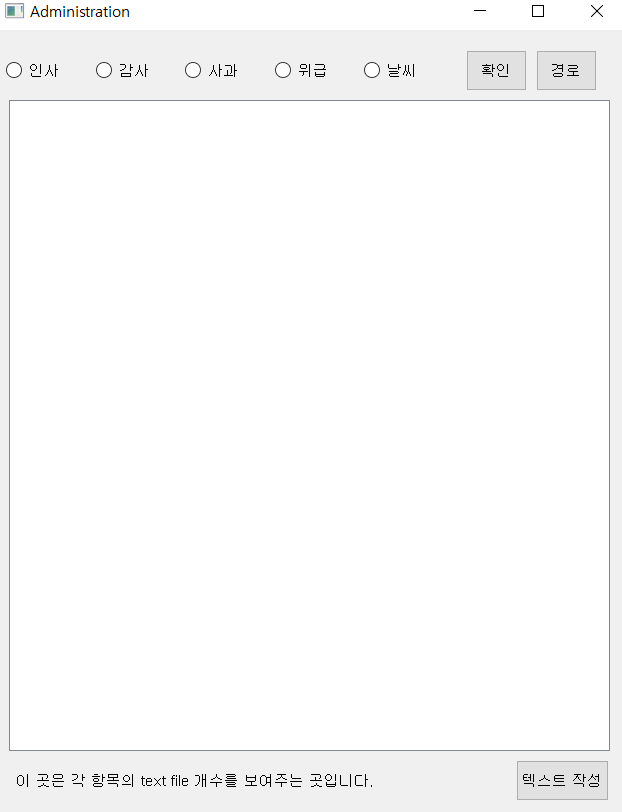 Administration
인사 감사 사과 위급 날씨 확인 경로
이 곳은 각 항목의 text file 개수를 보여주는 곳입니다.
텍스트 작성